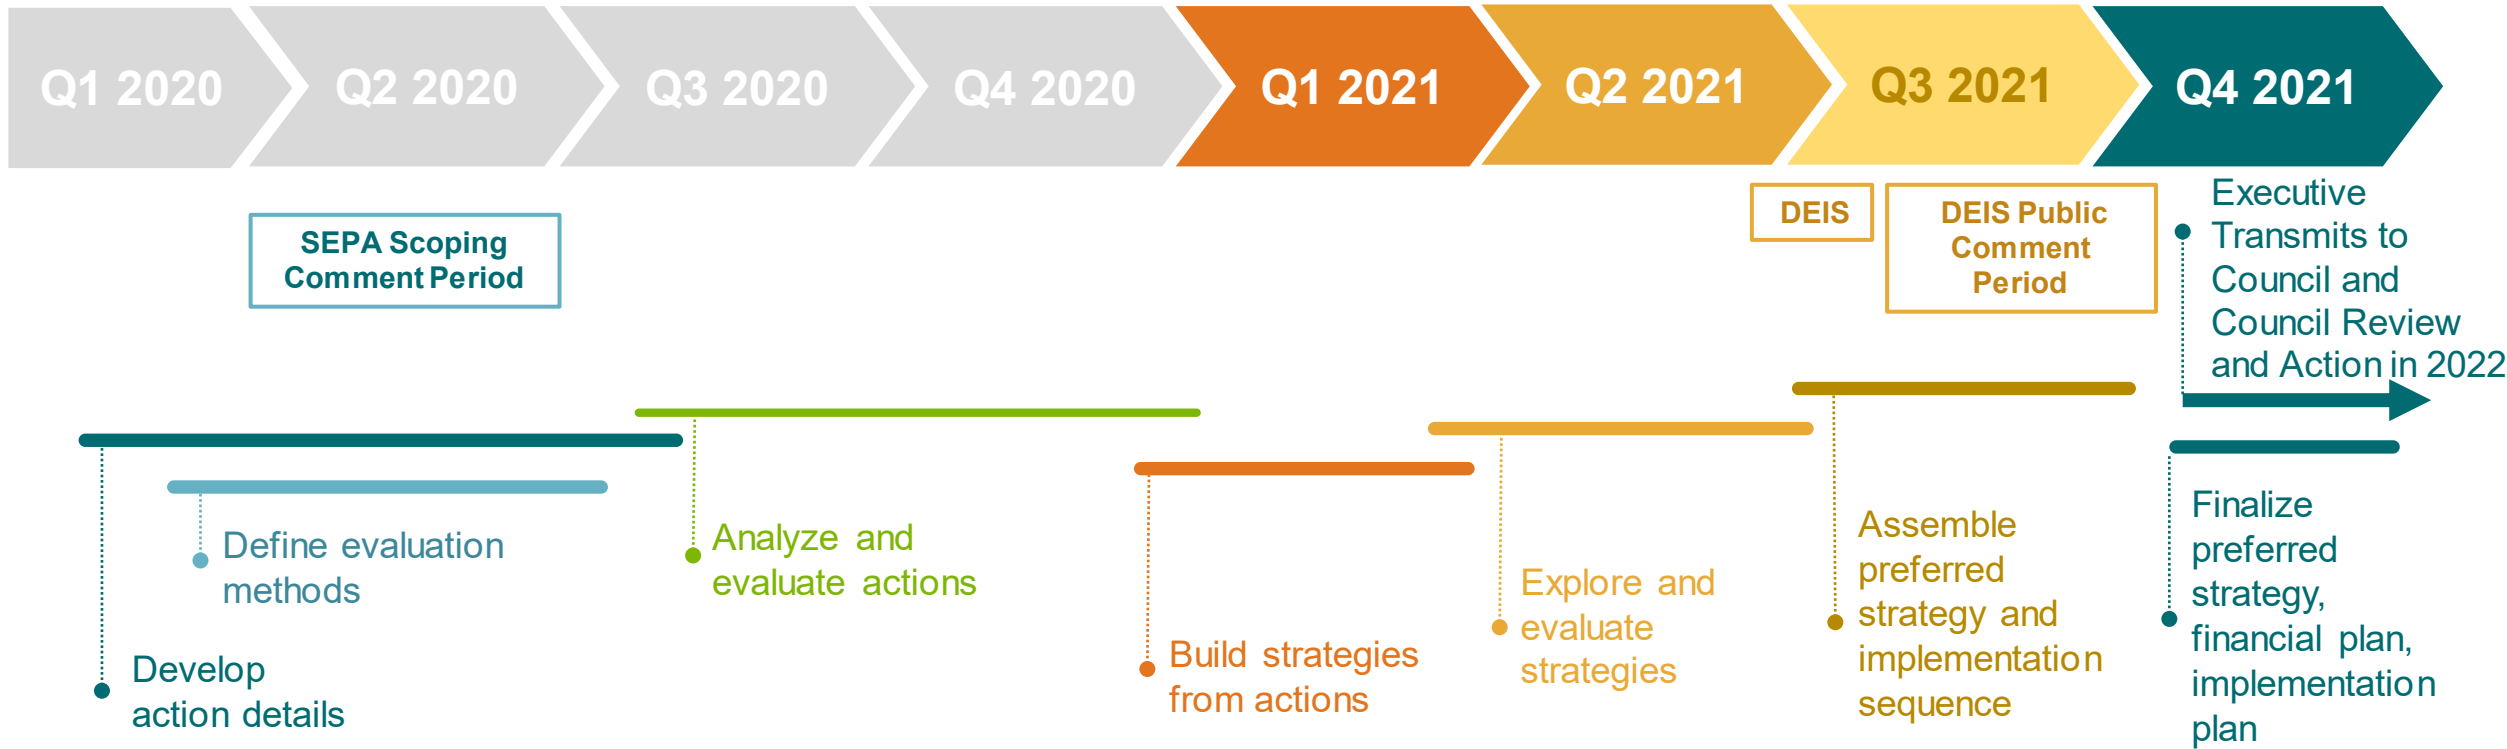 Q1 2020
Q2 2020
Q3 2020
Q4 2020
Q1 2021
Q2 2021
Q3 2021
Q4 2021
SEPA Scoping
Comment Period
DEIS
DEIS Public
Comment
Period
Executive
Transmits to
Council and
Council Review
and Action in 2022
Develop
action details
Define evaluation
methods
Analyze and
evaluate actions
Build strategies
from actions
Explore and
evaluate
strategies
Assemble
preferred
strategy and
implementation
sequence
Finalize
preferred
strategy,
financial plan,
implementation
plan